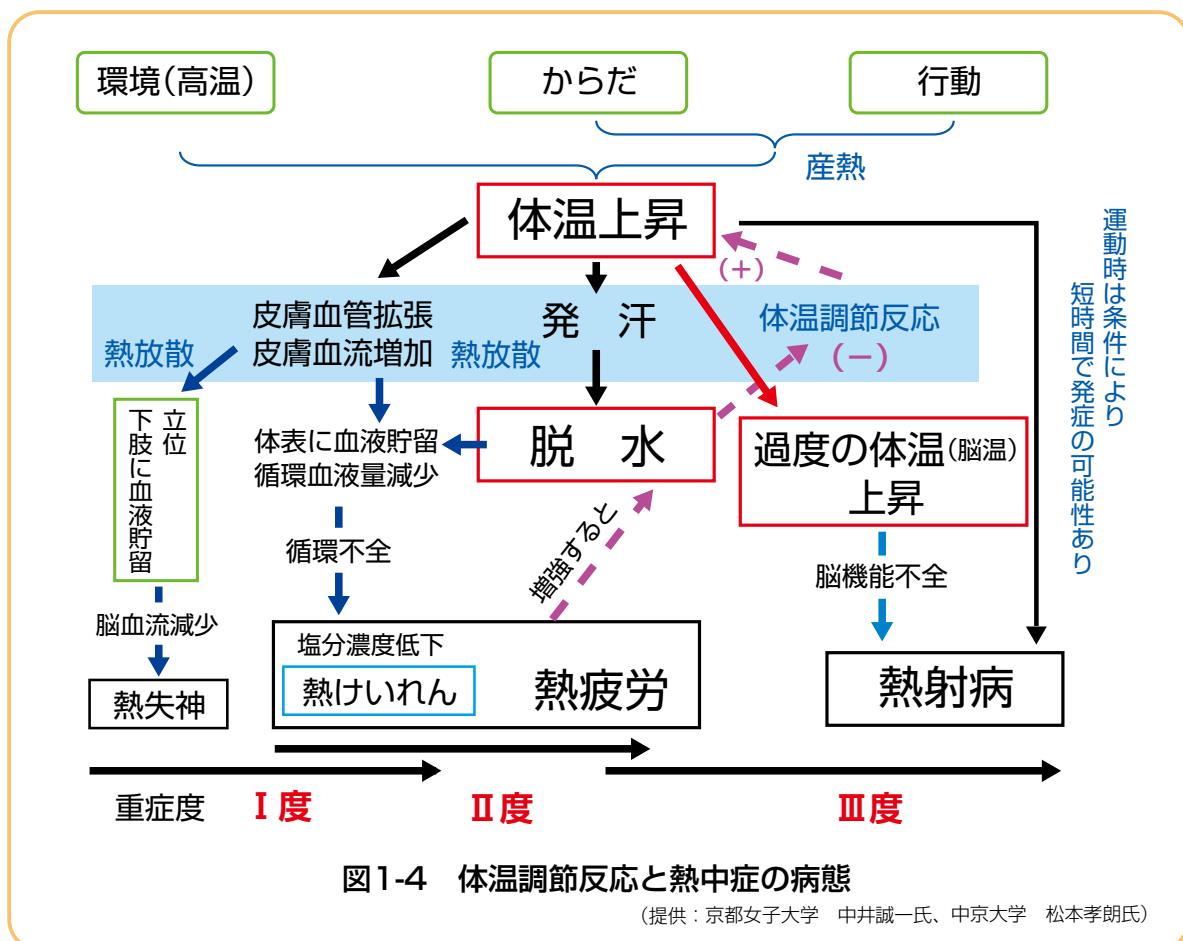 環境（高温）
からだ
行動
産熱
体温上昇
（＋）
運動時は条件により
短時間で発症の可能性あり
皮膚血管拡張
皮膚血流増加
熱放散
発　汗
熱放散
体温調節反応
（－）
立位
下肢に血液貯留
体表に血液貯留
循環血液量減少
脱　水
過度の体温（脳温）
上昇
循環不全
増強すると
脳機能不全
脳血流減少
塩分濃度低下
熱けいれん
熱疲労
熱射病
熱失神
重症度
Ⅰ度
Ⅱ度
Ⅲ度
図1-4　体温調節反応と熱中症の病態
（提供：京都女子大学　中井誠一氏、中京大学　松本孝朗氏）